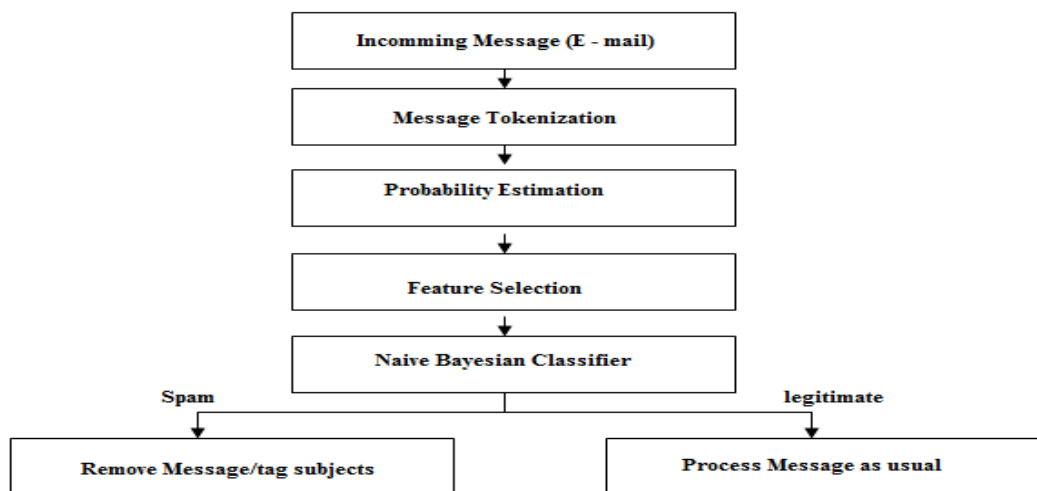 Incomming Message (E - mail)
Message Tokenization
Probability Estimation
Feature Selection
Naive Bayesian Classifier
Spam
legitimate
Remove Message/tag subjects
Process Message as usual